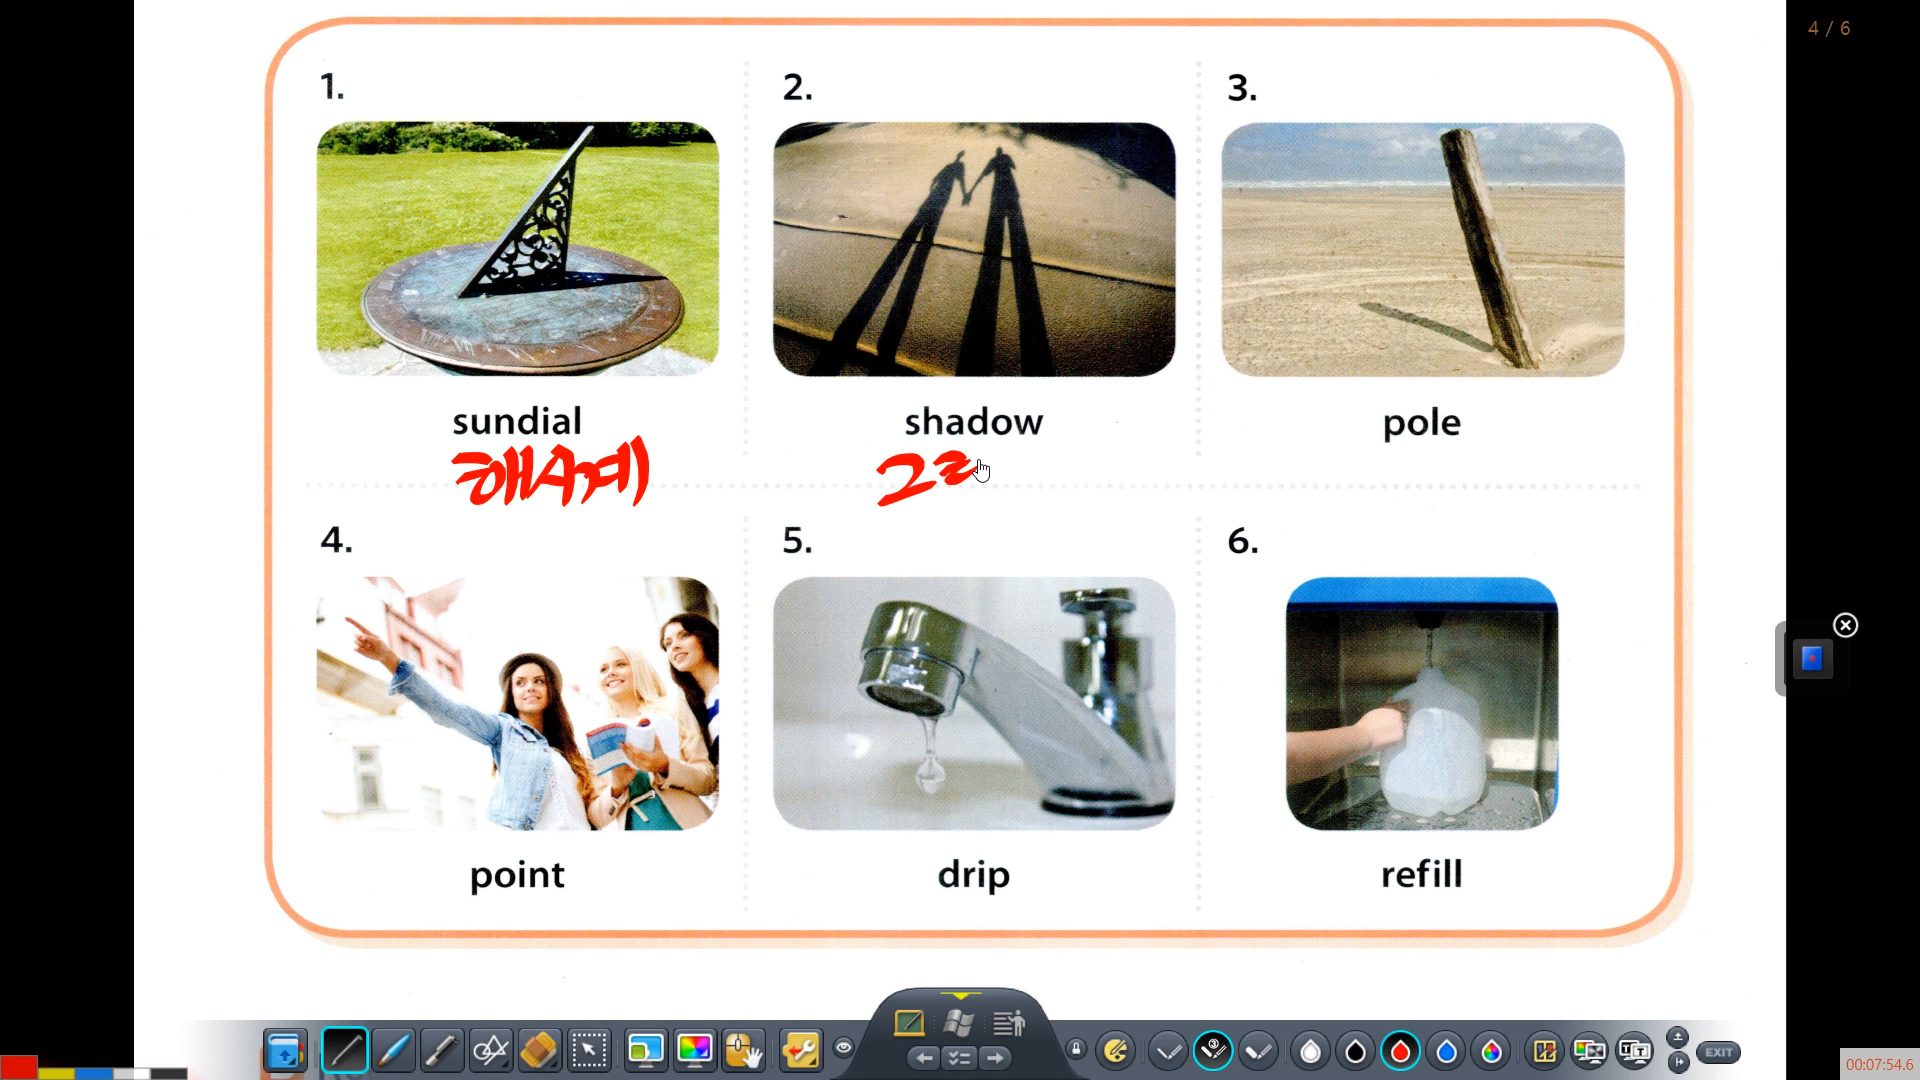 4 / 6
1.
2.
3.
sundial
shadow
pole
해시계
4.
5.
6.
point
drip
refill
EXIT
00:07:54.6